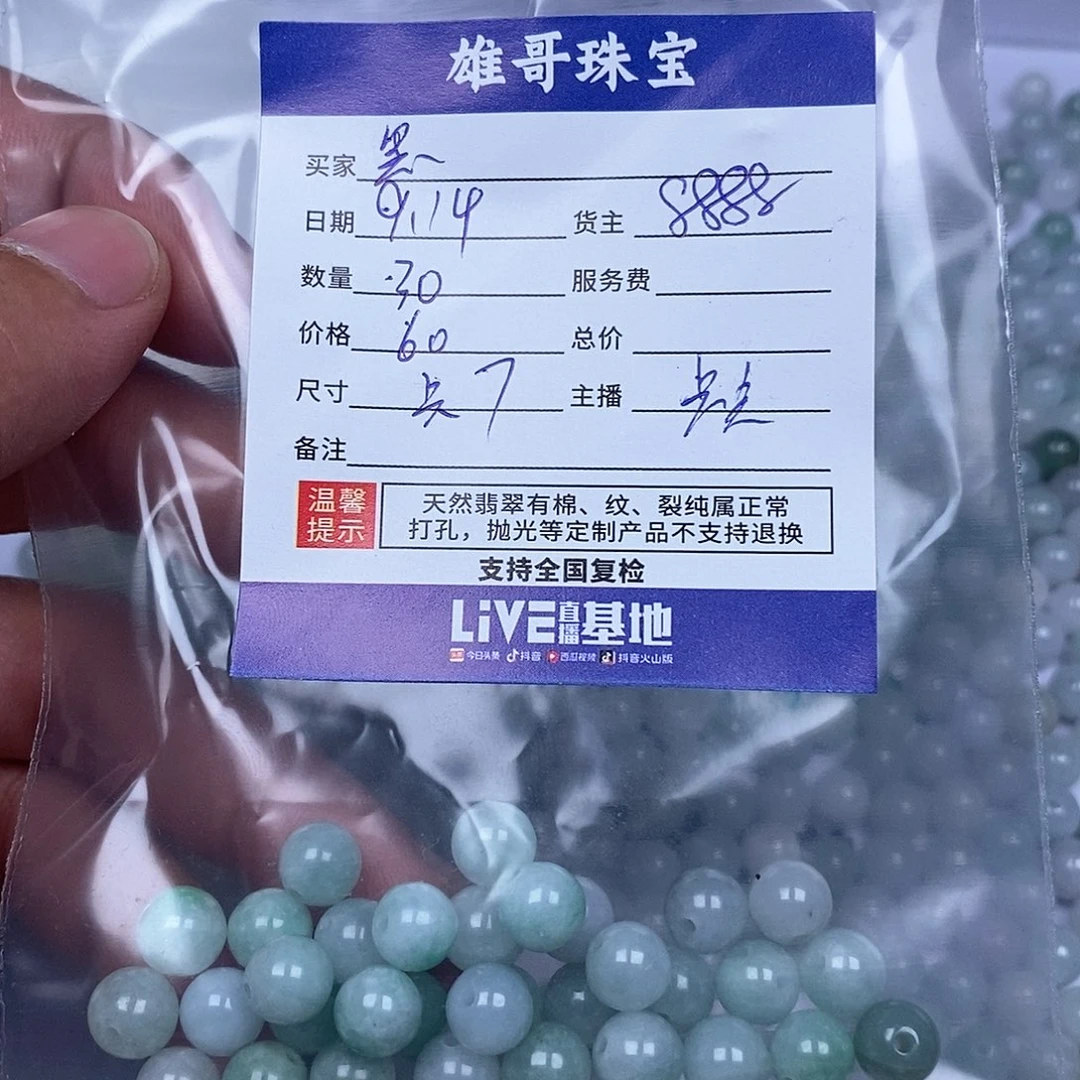 雄哥珠宝
买家
日期 9.14 货主 8888
数量 30 服务费
价格 60 总价
尺寸 7 主播
备注
温馨提示
天然翡翠有棉、纹、裂纯属正常
打孔，抛光等定制产品不支持退换
支持全国复检
LiVE直播基地
今日头条 抖音 西瓜视频 抖音火山版